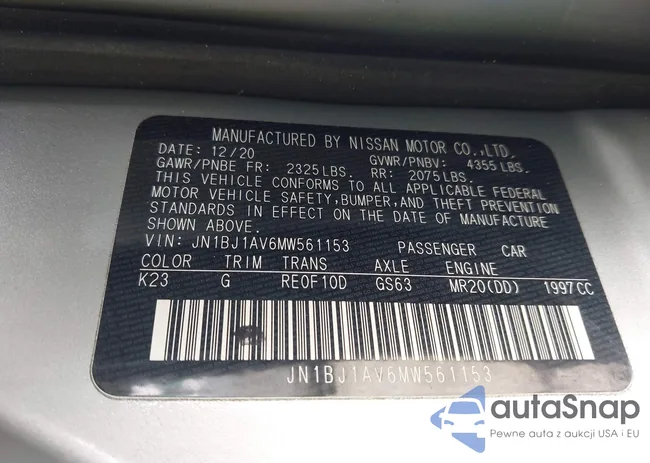 MANUFACTURED BY NISSAN MOTOR CO.,LTD.
DATE: 12/20 GVWR/PNBV: 4355 LBS.
GAWR/PNBE FR: 2325 LBS. RR: 2075 LBS.
THIS VEHICLE CONFORMS TO ALL APPLICABLE FEDERAL
MOTOR VEHICLE SAFETY, BUMPER, AND THEFT PREVENTION
STANDARDS IN EFFECT ON THE DATE OF MANUFACTURE
SHOWN ABOVE.
VIN: JN1BJ1AV6MW561153 PASSENGER CAR
COLOR TRIM TRANS. AXLE ENGINE
K23 G RE0F10D GS63 MR20(DD) 1997CC
JN1BJ1AV6MW561153
autaSnap
Pewne auta z aukcji USA i EU